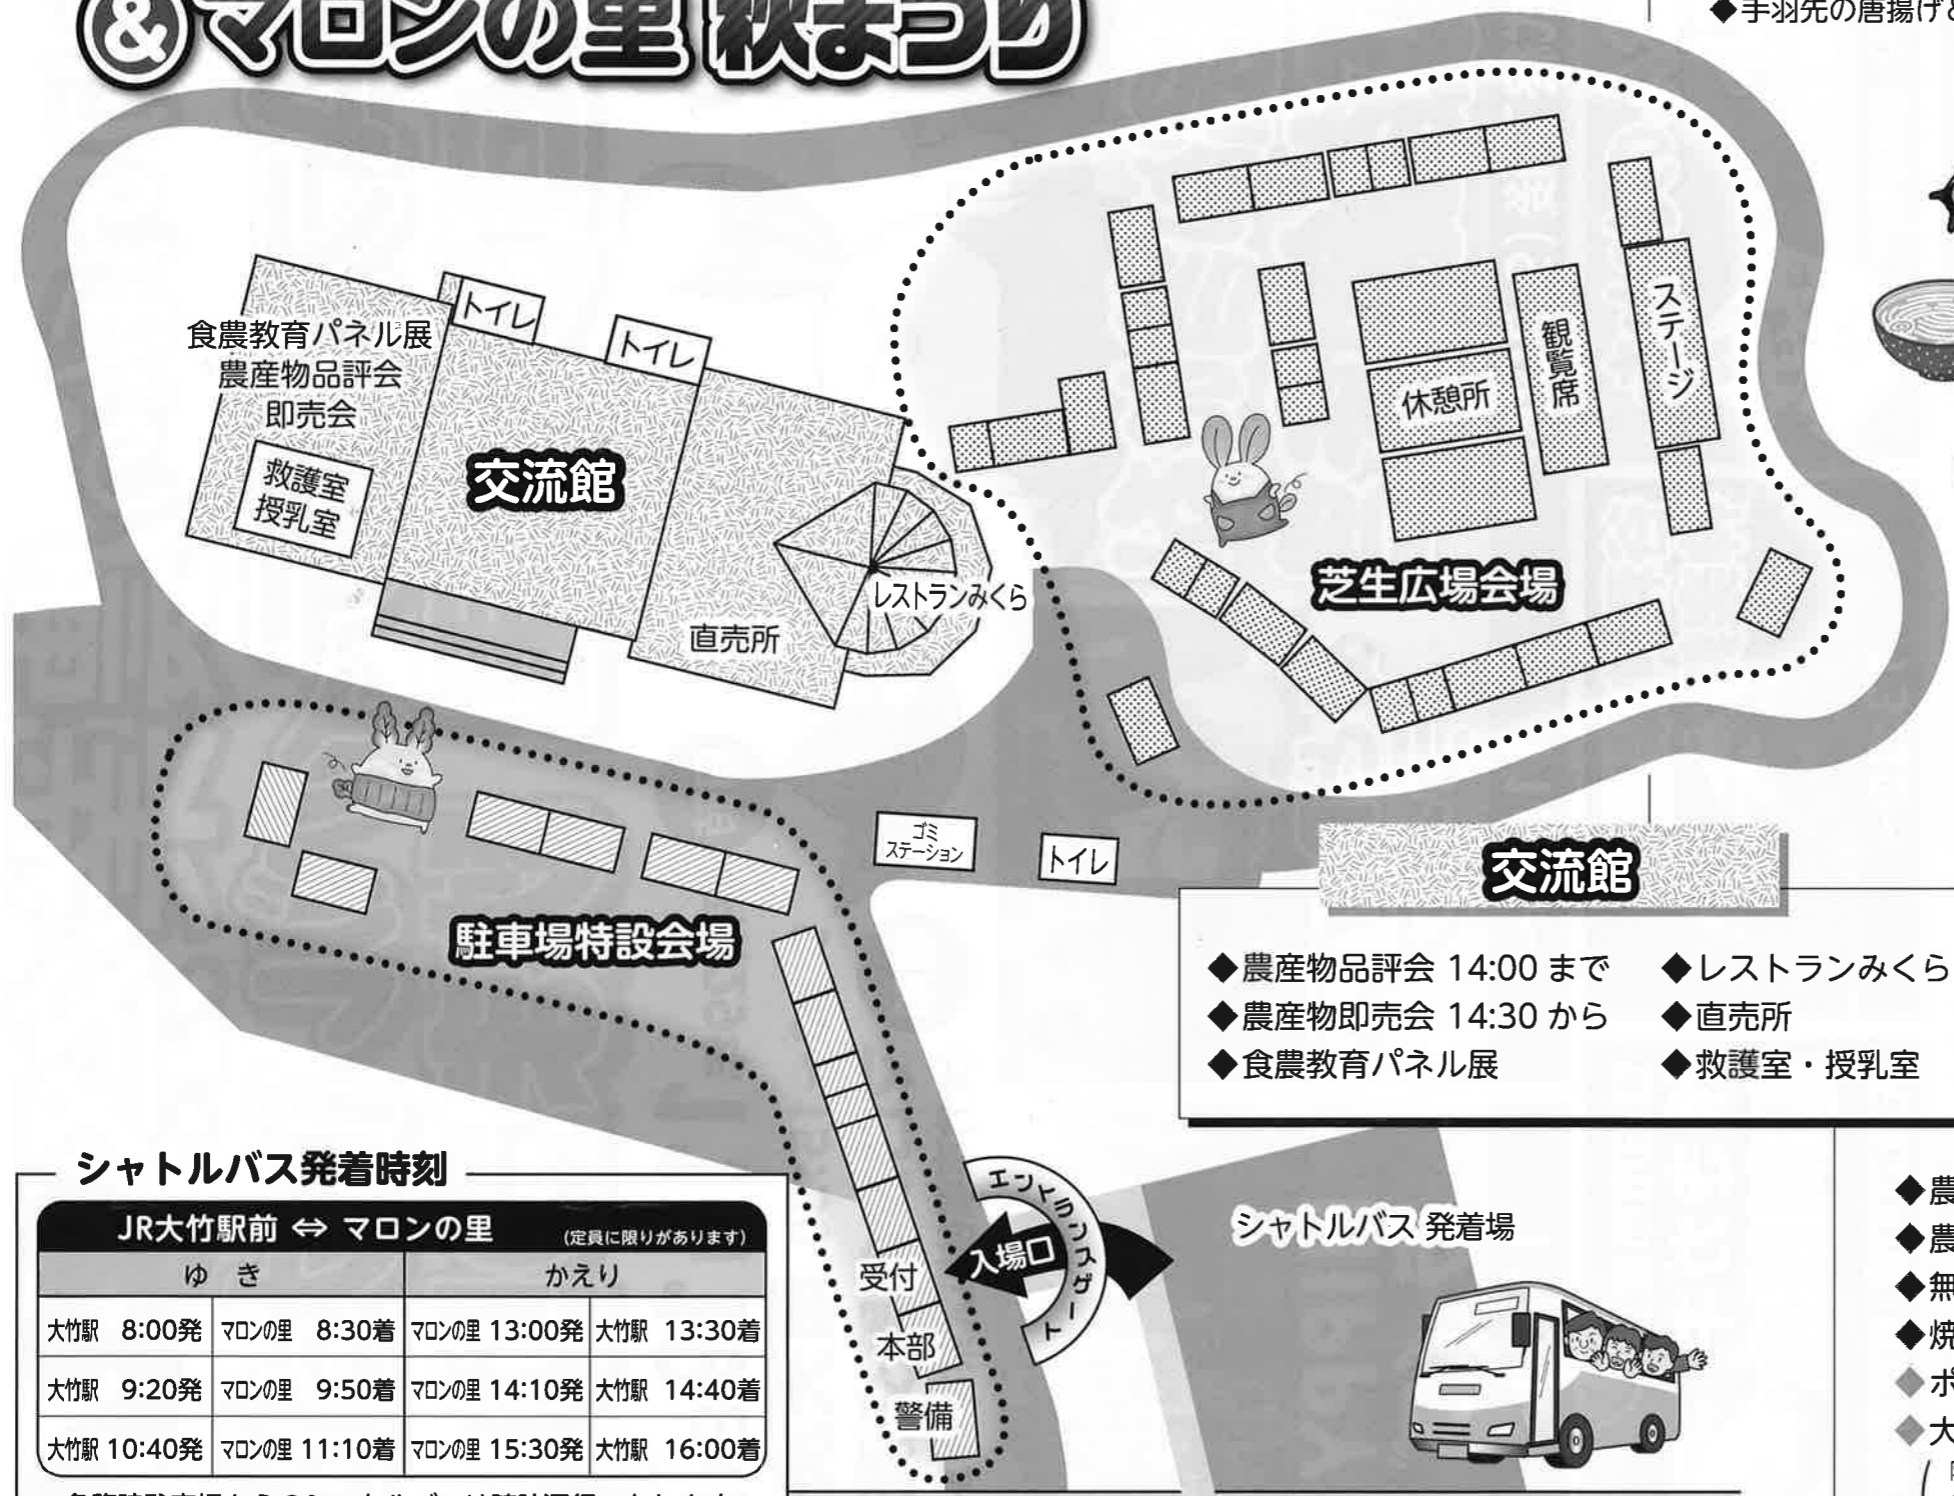 &マロンの里 秋まつり
◆手羽先の唐揚げ
トイレ
トイレ
食農教育パネル展
農産物品評会
即売会
救護室
授乳室
交流館
レストランみくら
直売所
ステージ
観覧席
休憩所
芝生広場会場
ゴミ
ステーション
トイレ
駐車場特設会場
交流館
◆農産物品評会 14:00 まで
◆農産物即売会 14:30 から
◆食農教育パネル展
◆レストランみくら
◆直売所
◆救護室・授乳室
エントランスゲート
入場口
受付
本部
警備
シャトルバス 発着場
シャトルバス発着時刻
JR大竹駅前 ⇔ マロンの里 (定員に限りがあります)
ゆ き かえり
大竹駅 8:00発 マロンの里 8:30着 マロンの里 13:00発 大竹駅 13:30着
大竹駅 9:20発 マロンの里 9:50着 マロンの里 14:10発 大竹駅 14:40着
大竹駅 10:40発 マロンの里 11:10着 マロンの里 15:30発 大竹駅 16:00着
◆農
◆農
◆無
◆焼
◆ポ
◆大